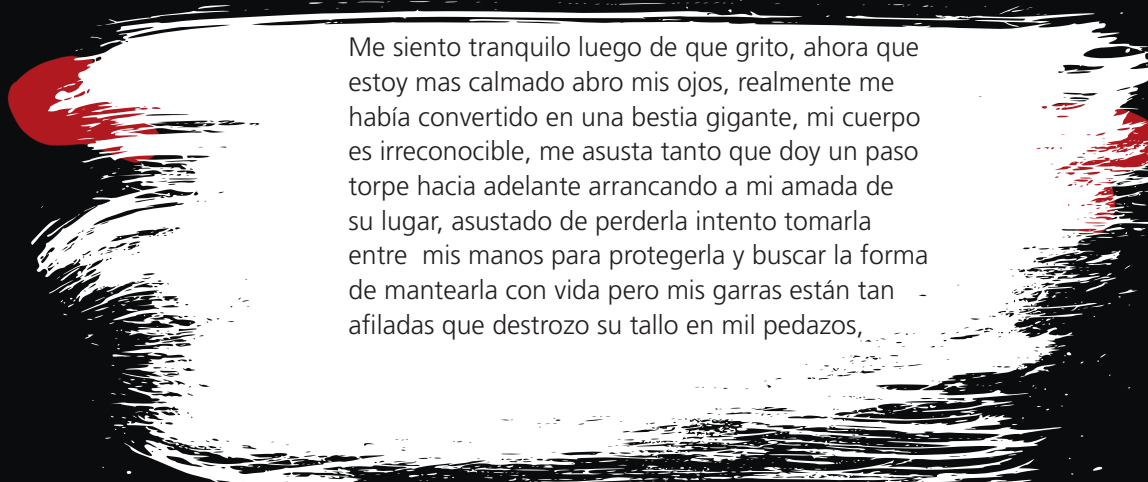 Me siento tranquilo luego de que grito, ahora que
estoy mas calmado abro mis ojos, realmente me
había convertido en una bestia gigante, mi cuerpo
es irreconocible, me asusta tanto que doy un paso
torpe hacia adelante arrancando a mi amada de
su lugar, asustado de perderla intento tomarla
entre  mis manos para protegerla y buscar la forma
de mantearla con vida pero mis garras están tan
afiladas que destrozo su tallo en mil pedazos,